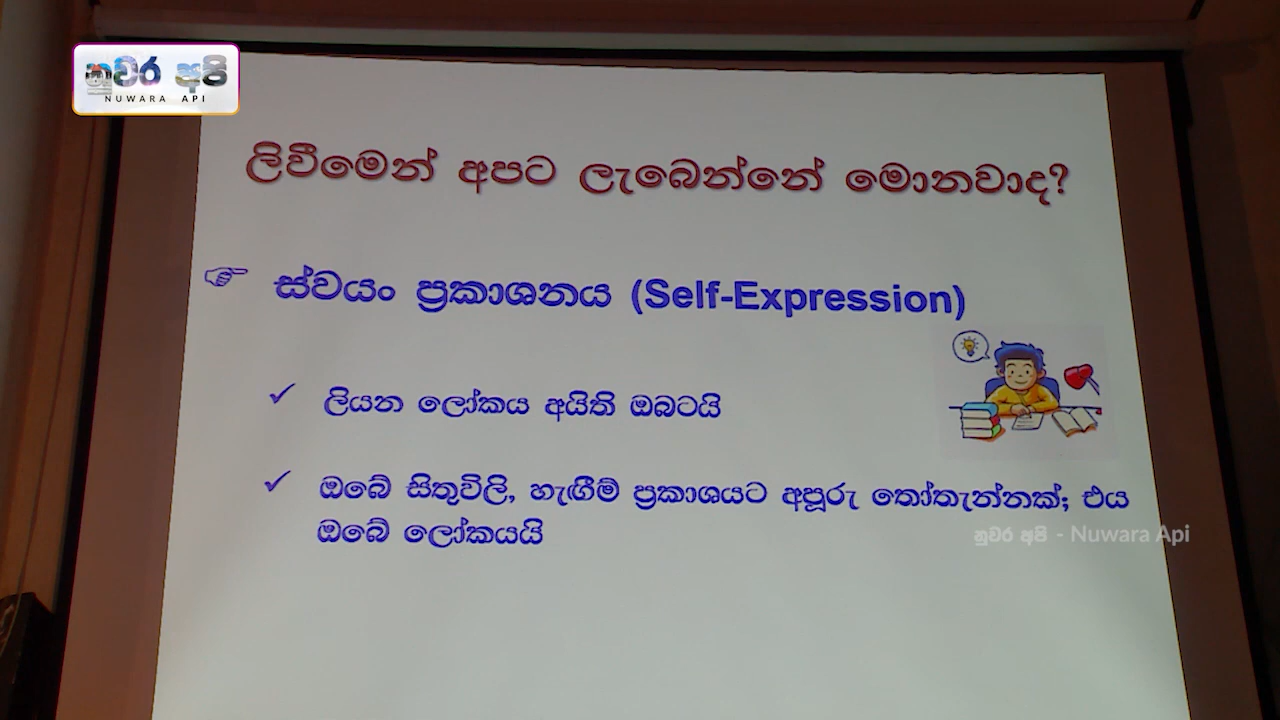 නුවර අපි
NUWARA API
ලිවීමෙන් අපට ලැබෙන්නේ මොනවාද?
ස්වයං ප්‍රකාශනය (Self-Expression)
ලියන ලෝකය අයිති ඔබටයි
ඔබේ සිතුවිලි, හැඟීම් ප්‍රකාශයට අපූරු තෝතැන්නක්; එය
ඔබේ ලෝකයයි
නුවර අපි - Nuwara Api